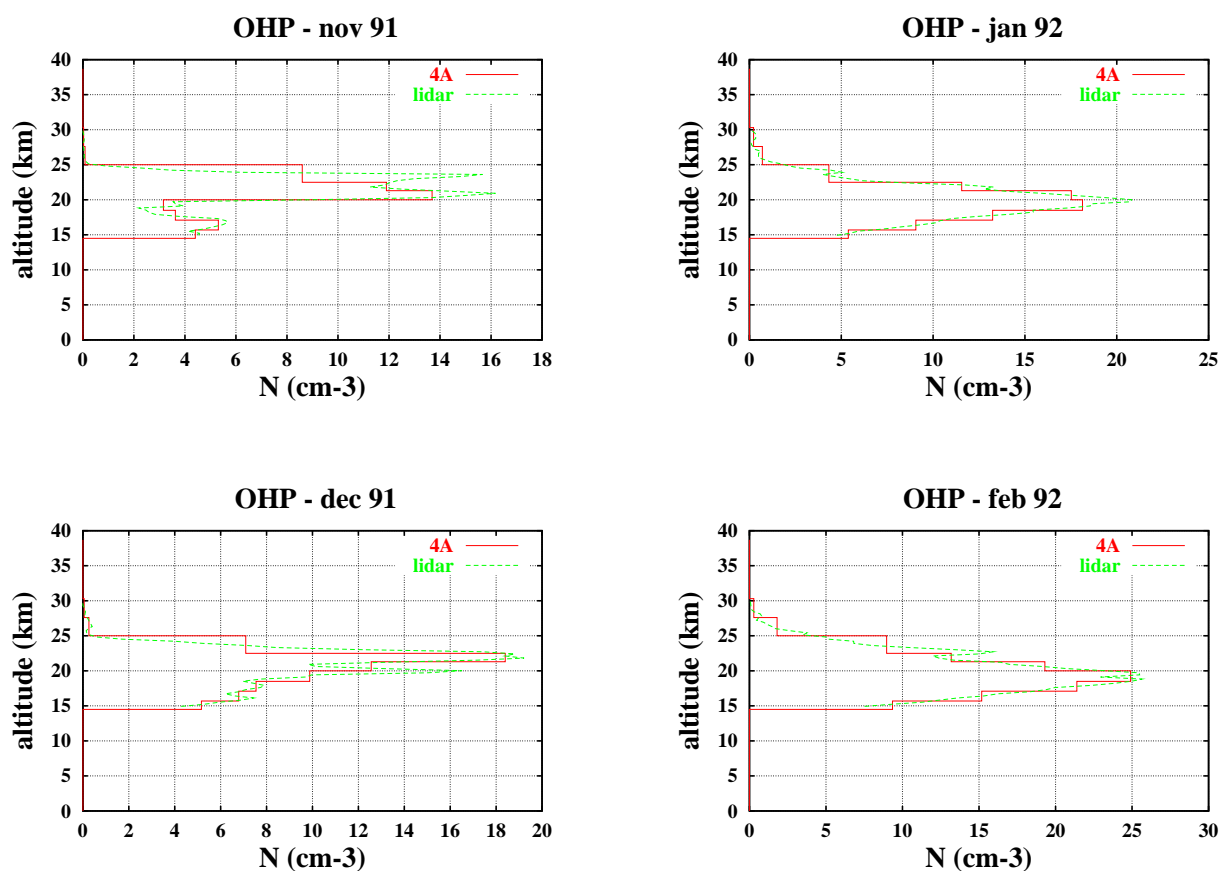 OHP - nov 91
40
35
30
25
20
15
10
5
0
altitude (km)
4A
lidar
0 2 4 6 8 10 12 14 16 18
N (cm-3)
OHP - jan 92
40
35
30
25
20
15
10
5
0
altitude (km)
4A
lidar
0 5 10 15 20 25
N (cm-3)
OHP - dec 91
40
35
30
25
20
15
10
5
0
altitude (km)
4A
lidar
0 2 4 6 8 10 12 14 16 18 20
N (cm-3)
OHP - feb 92
40
35
30
25
20
15
10
5
0
altitude (km)
4A
lidar
0 5 10 15 20 25 30
N (cm-3)